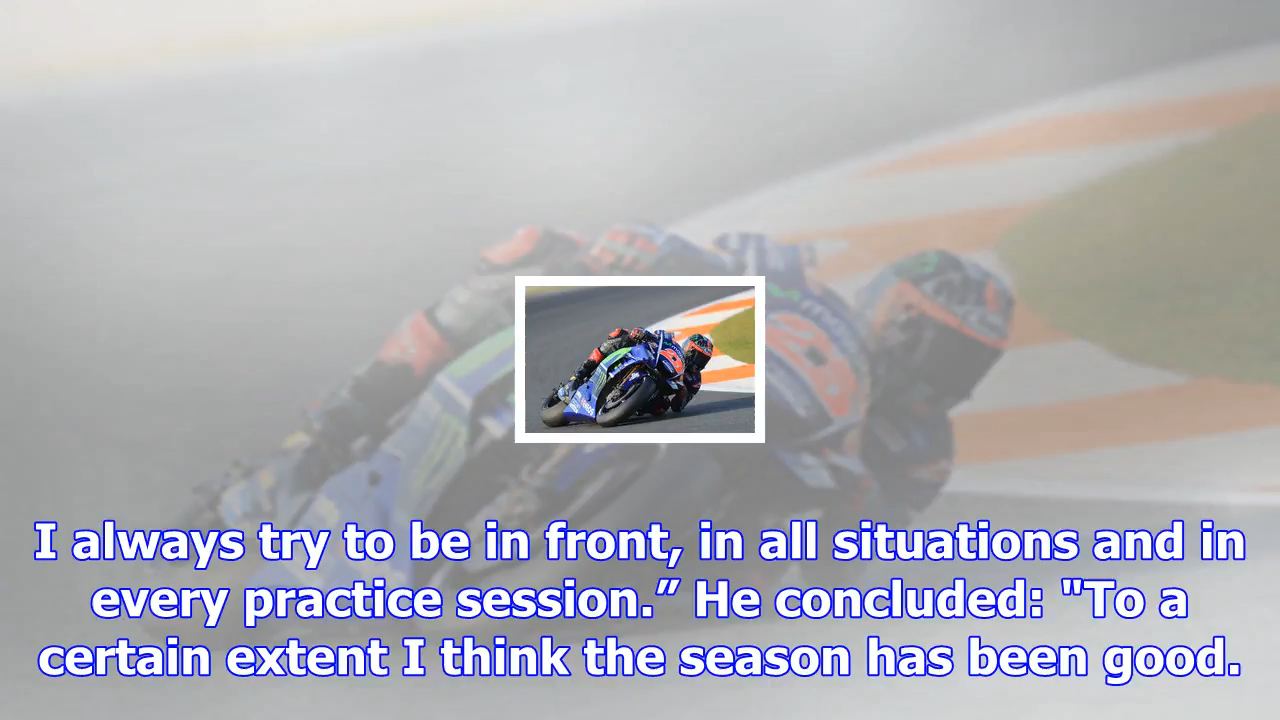 I always try to be in front, in all situations and in
every practice session.” He concluded: "To a
certain extent I think the season has been good.